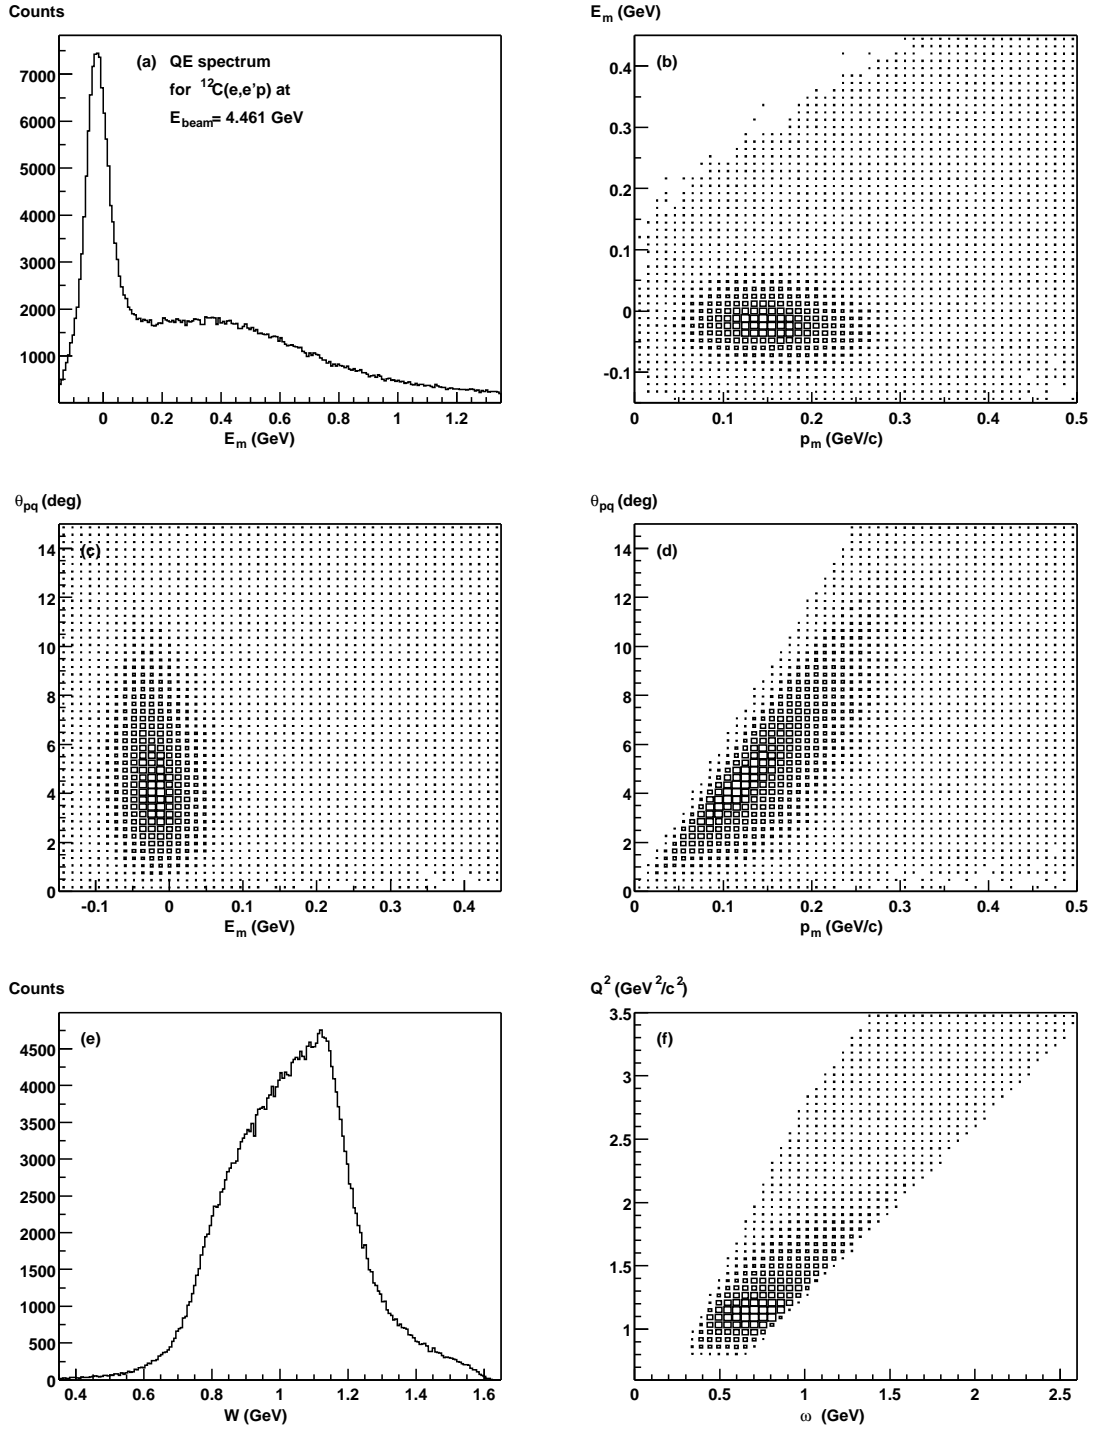 Counts
(a) QE spectrum
for ¹²C(e,e'p) at
E_beam= 4.461 GeV
7000
6000
5000
4000
3000
2000
1000
0 0.2 0.4 0.6 0.8 1 1.2
E_m (GeV)
E_m (GeV)
(b)
0.4
0.3
0.2
0.1
0
-0.1
0 0.1 0.2 0.3 0.4 0.5
p_m (GeV/c)
θ_pq (deg)
(c)
14
12
10
8
6
4
2
0
-0.1 0 0.1 0.2 0.3 0.4
E_m (GeV)
θ_pq (deg)
(d)
14
12
10
8
6
4
2
0
0 0.1 0.2 0.3 0.4 0.5
p_m (GeV/c)
Counts
(e)
4500
4000
3500
3000
2500
2000
1500
1000
500
0
0.4 0.6 0.8 1 1.2 1.4 1.6
W (GeV)
Q² (GeV²/c²)
(f)
3.5
3
2.5
2
1.5
1
0 0.5 1 1.5 2 2.5
ω (GeV)